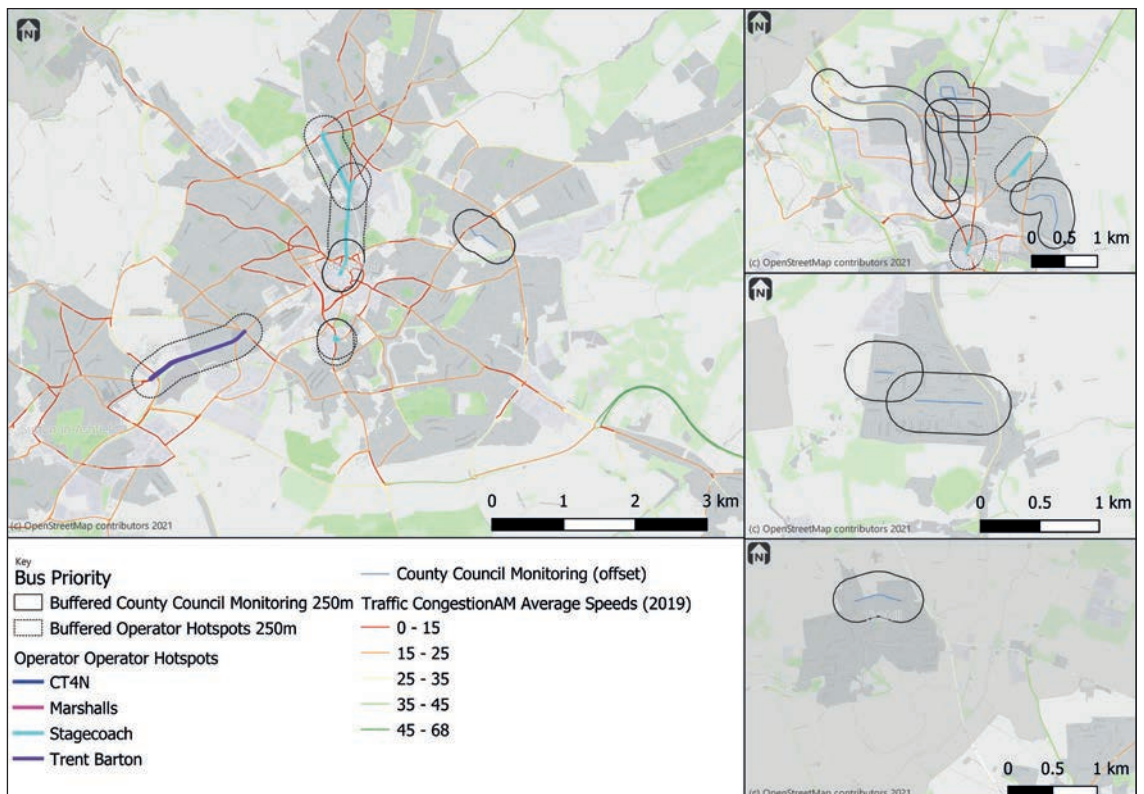 N
(c) OpenStreetMap contributors 2021
0 1 2 3 km
N
(c) OpenStreetMap contributors 2021
0 0.5 1 km
N
(c) OpenStreetMap contributors 2021
0 0.5 1 km
N
(c) OpenStreetMap contributors 2021
0 0.5 1 km
Key
Bus Priority
Buffered County Council Monitoring 250m
Buffered Operator Hotspots 250m
Operator Operator Hotspots
CT4N
Marshalls
Stagecoach
Trent Barton
County Council Monitoring (offset)
Traffic CongestionAM Average Speeds (2019)
0 - 15
15 - 25
25 - 35
35 - 45
45 - 68